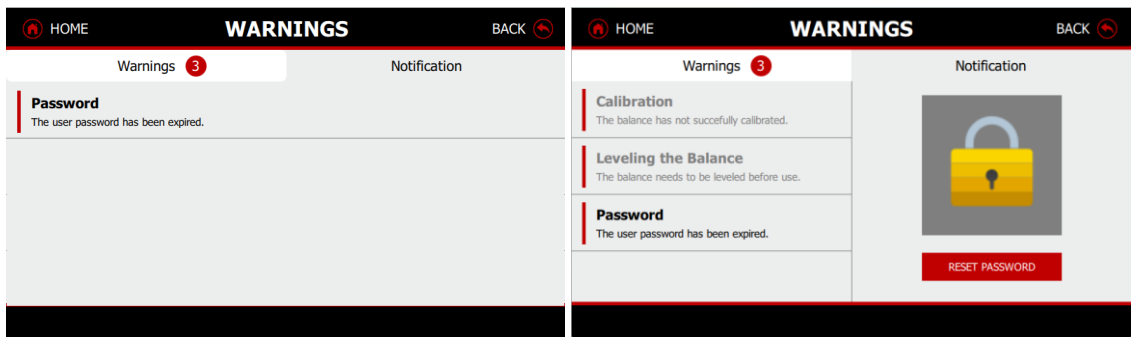 HOME WARNINGS BACK
Warnings 3 Notification
Password
The user password has been expired.
HOME WARNINGS BACK
Warnings 3 Notification
Calibration
The balance has not succefully calibrated.
Leveling the Balance
The balance needs to be leveled before use.
Password
The user password has been expired.
RESET PASSWORD